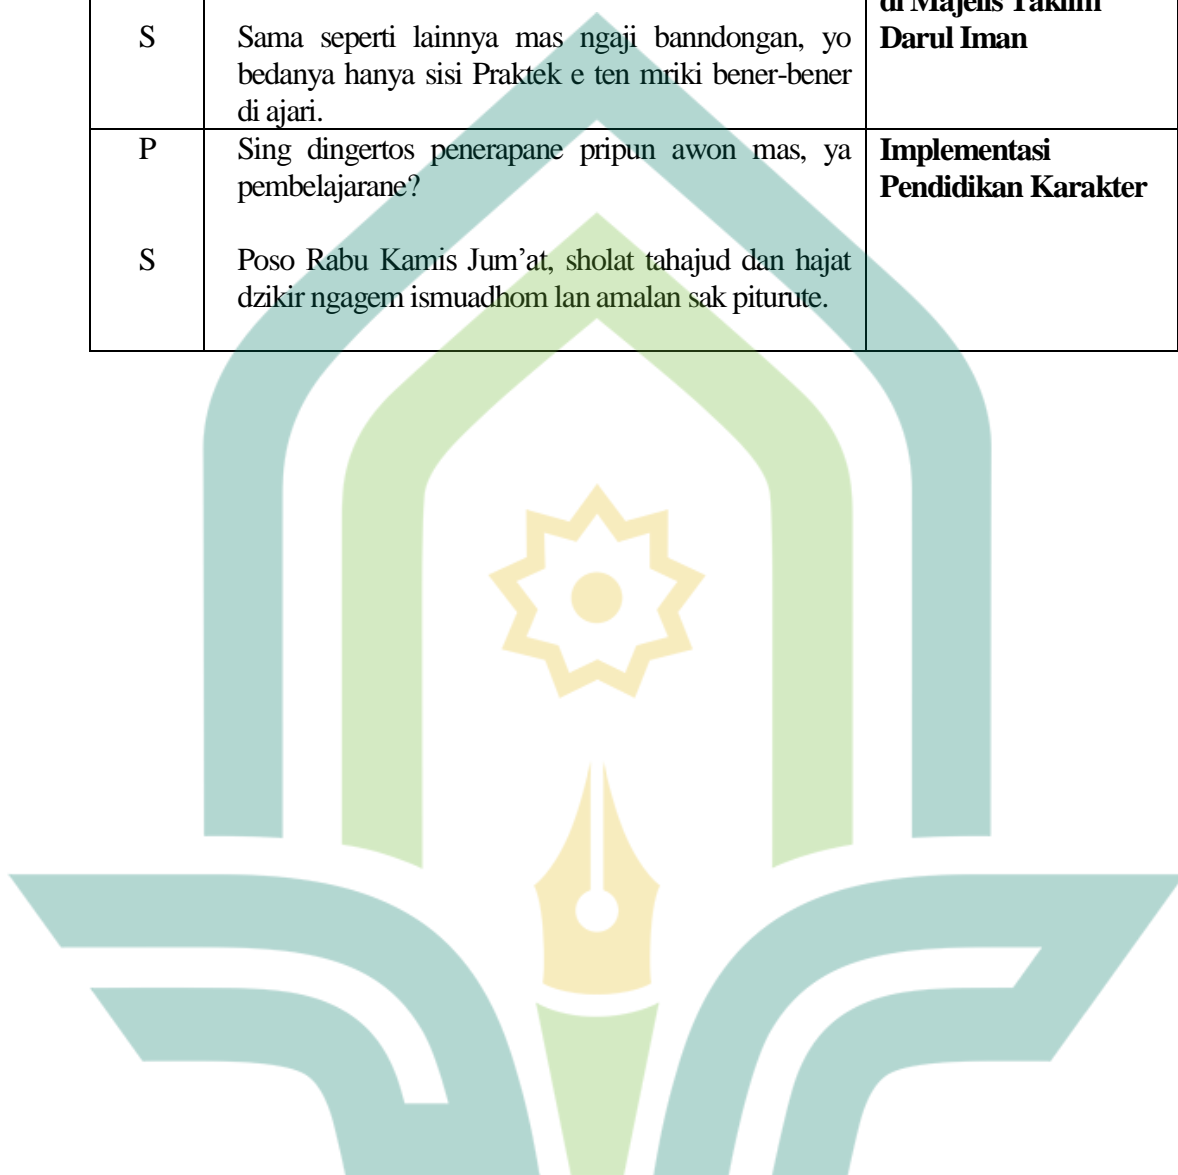 di Majelis Taklim
S Sama seperti lainnya mas ngaji banndongan, yo Darul Iman
bedanya hanya sisi Praktek e ten mriki bener-bener
di ajari.
P Sing dingertos penerapane pripun awon mas, ya Implementasi
pembelajarane? Pendidikan Karakter
S Poso Rabu Kamis Jum’at, sholat tahajud dan hajat
dzikir ngagem ismuadhom lan amalan sak piturute.